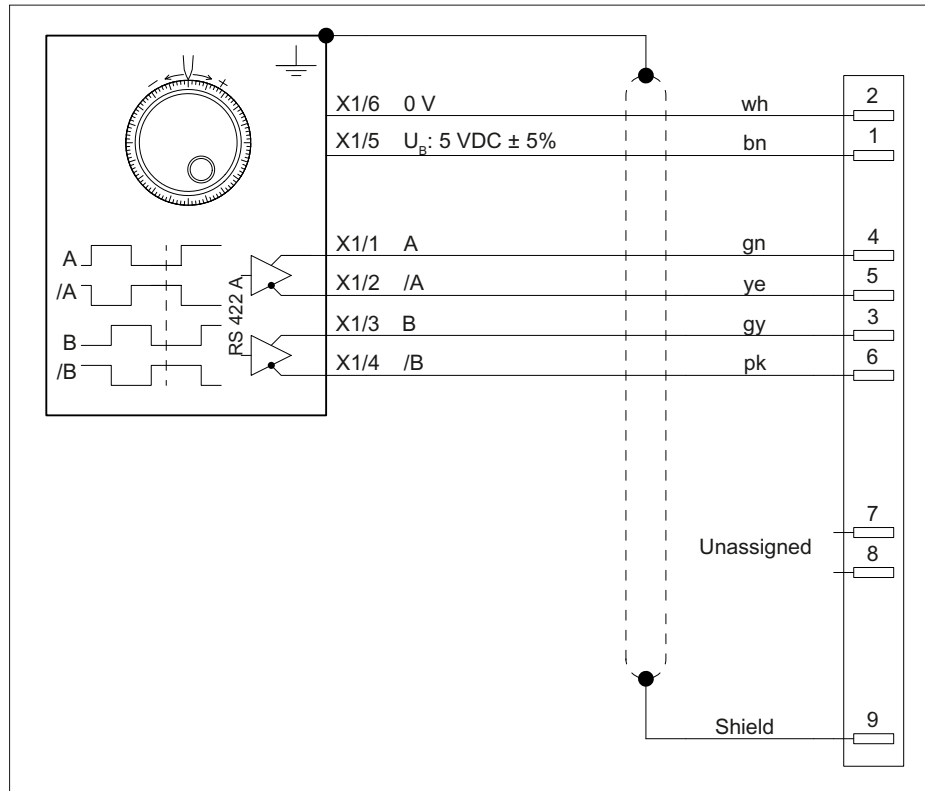 − +
X1/6 0 V wh 2
X1/5 U_B: 5 VDC ± 5% bn 1
X1/1 A gn 4
A
X1/2 /A ye 5
/A
RS 422 A
X1/3 B gy 3
B
X1/4 /B pk 6
/B
7
Unassigned
8
Shield 9